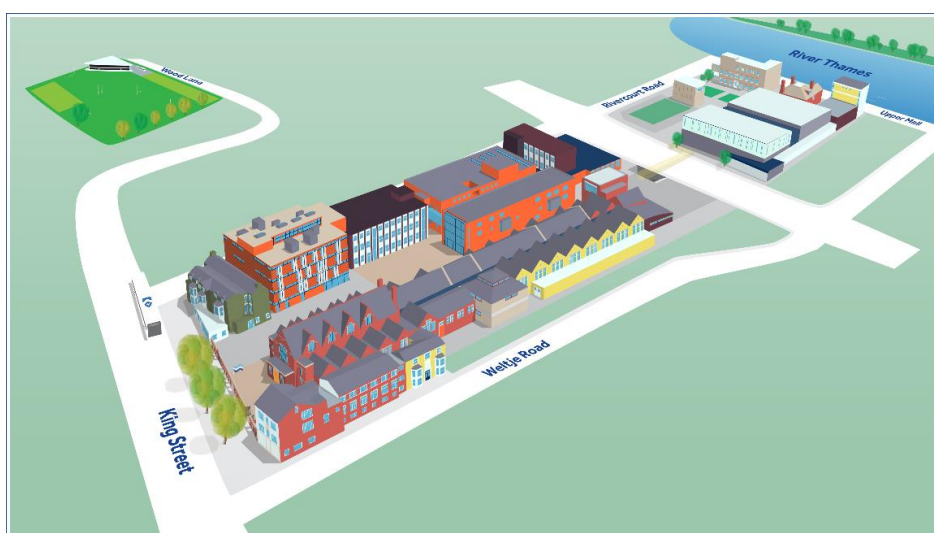 River Thames
Wood Lane
Rivercourt Road
Upper Mall
Weltje Road
King Street